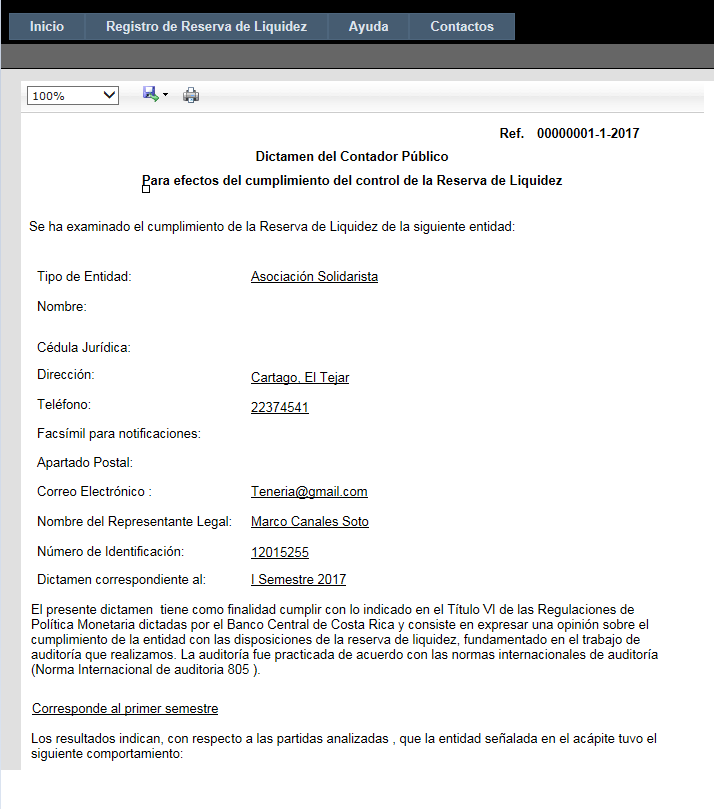 Inicio Registro de Reserva de Liquidez Ayuda Contactos
100%
Ref. 00000001-1-2017
Dictamen del Contador Público
Para efectos del cumplimiento del control de la Reserva de Liquidez
Se ha examinado el cumplimiento de la Reserva de Liquidez de la siguiente entidad:
Tipo de Entidad: Asociación Solidarista
Nombre:
Cédula Jurídica:
Dirección: Cartago, El Tejar
Teléfono: 22374541
Facsímil para notificaciones:
Apartado Postal:
Correo Electrónico : Teneria@gmail.com
Nombre del Representante Legal: Marco Canales Soto
Número de Identificación: 12015255
Dictamen correspondiente al: I Semestre 2017
El presente dictamen tiene como finalidad cumplir con lo indicado en el Título VI de las Regulaciones de
Política Monetaria dictadas por el Banco Central de Costa Rica y consiste en expresar una opinión sobre el
cumplimiento de la entidad con las disposiciones de la reserva de liquidez, fundamentado en el trabajo de
auditoría que realizamos. La auditoría fue practicada de acuerdo con las normas internacionales de auditoría
(Norma Internacional de auditoria 805 ).
Corresponde al primer semestre
Los resultados indican, con respecto a las partidas analizadas , que la entidad señalada en el acápite tuvo el
siguiente comportamiento: